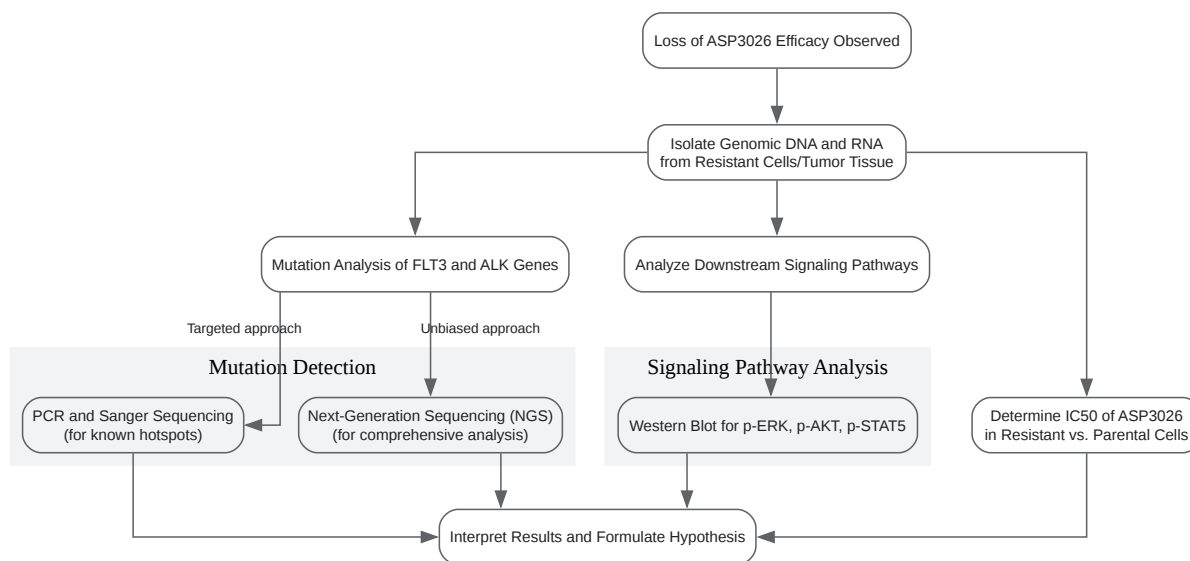 Loss of ASP3026 Efficacy Observed
Isolate Genomic DNA and RNA
from Resistant Cells/Tumor Tissue
Mutation Analysis of FLT3 and ALK Genes
Analyze Downstream Signaling Pathways
Targeted approach
Unbiased approach
Mutation Detection
Signaling Pathway Analysis
PCR and Sanger Sequencing
(for known hotspots)
Next-Generation Sequencing (NGS)
(for comprehensive analysis)
Western Blot for p-ERK, p-AKT, p-STAT5
Determine IC50 of ASP3026
in Resistant vs. Parental Cells
Interpret Results and Formulate Hypothesis